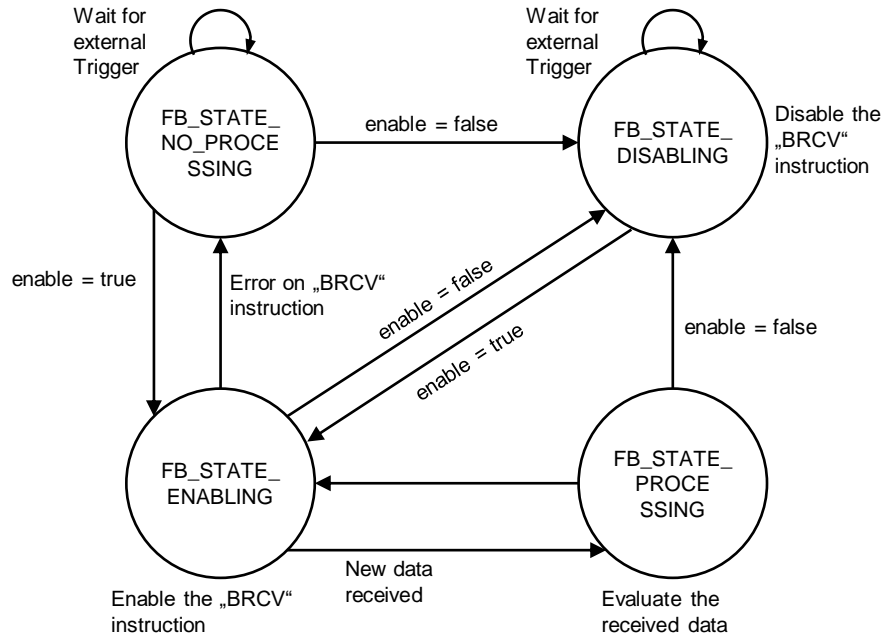 Wait for
external
Trigger
Wait for
external
Trigger
FB_STATE_
NO_PROCE
SSING
enable = false
FB_STATE_
DISABLING
Disable the
„BRCV“
instruction
enable = true
Error on „BRCV“
instruction
enable = false
enable = true
enable = false
FB_STATE_
ENABLING
FB_STATE_
PROCE
SSING
Enable the „BRCV“
instruction
New data
received
Evaluate the
received data